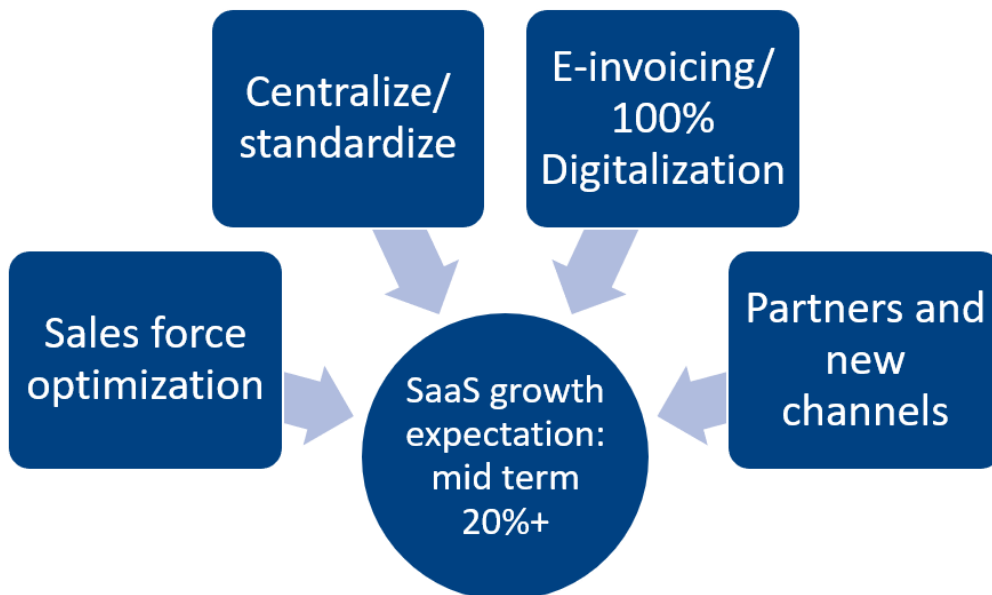 Centralize/
standardize
E-invoicing/
100%
Digitalization
Sales force
optimization
Partners and
new
channels
SaaS growth
expectation:
mid term
20%+